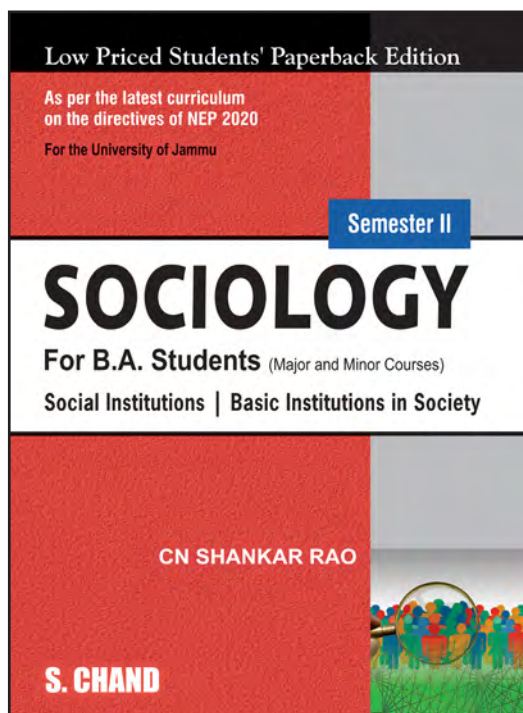 Low Priced Students' Paperback Edition
As per the latest curriculum
on the directives of NEP 2020
For the University of Jammu
Semester II
SOCIOLOGY
For B.A. Students (Major and Minor Courses)
Social Institutions | Basic Institutions in Society
CN SHANKAR RAO
S. CHAND